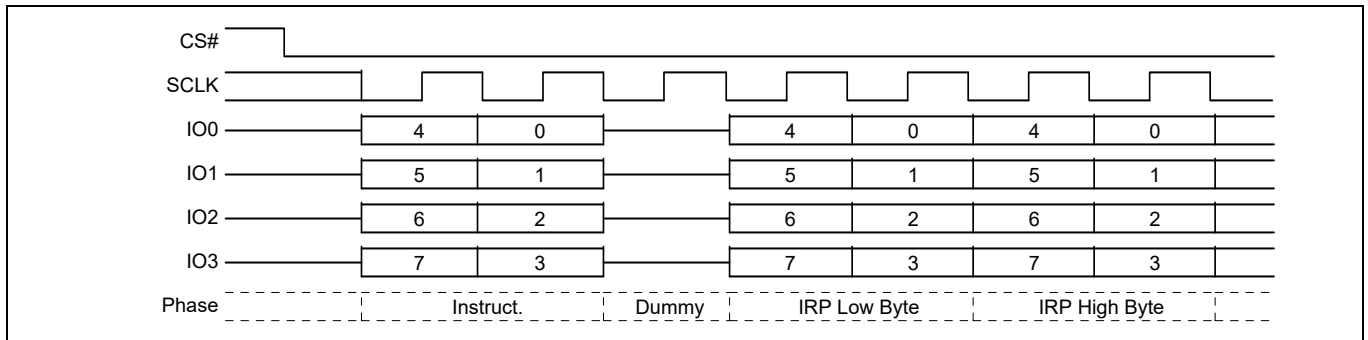 CS#
SCLK
IO0 4 0 4 0 4 0
IO1 5 1 5 1 5 1
IO2 6 2 6 2 6 2
IO3 7 3 7 3 7 3
Phase Instruct. Dummy IRP Low Byte IRP High Byte